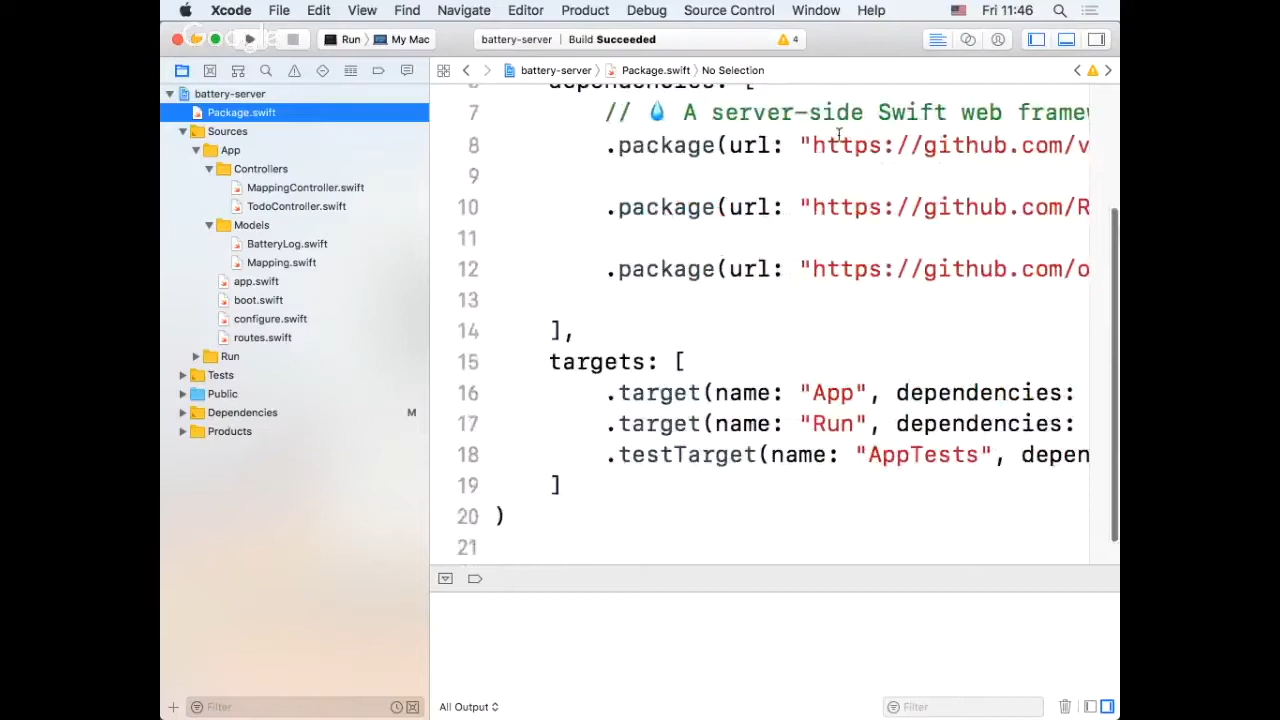 Xcode File Edit View Find Navigate Editor Product Debug Source Control Window Help Fri 11:46
Run My Mac battery-server Build Succeeded 4
battery-server Package.swift No Selection
battery-server
Package.swift
Sources
App
Controllers
MappingController.swift
TodoController.swift
Models
BatteryLog.swift
Mapping.swift
app.swift
boot.swift
configure.swift
routes.swift
Run
Tests
Public
Dependencies M
Products
Filter
dependencies: [
7 // 💧 A server-side Swift web framew
8 .package(url: "https://github.com/v
9
10 .package(url: "https://github.com/R
11
12 .package(url: "https://github.com/o
13
14 ],
15 targets: [
16 .target(name: "App", dependencies:
17 .target(name: "Run", dependencies:
18 .testTarget(name: "AppTests", depen
19 ]
20 )
21
All Output Filter